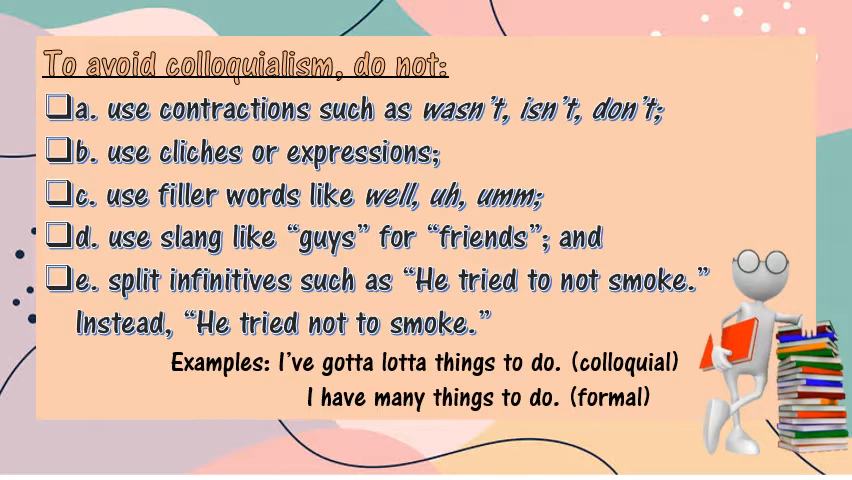 To avoid colloquialism, do not:
❑a. use contractions such as wasn't, isn't, don't;
❑b. use cliches or expressions;
❑c. use filler words like well, uh, umm;
❑d. use slang like “guys” for “friends”; and
❑e. split infinitives such as “He tried to not smoke.”
Instead, “He tried not to smoke.”
Examples: I've gotta lotta things to do. (colloquial)
I have many things to do. (formal)